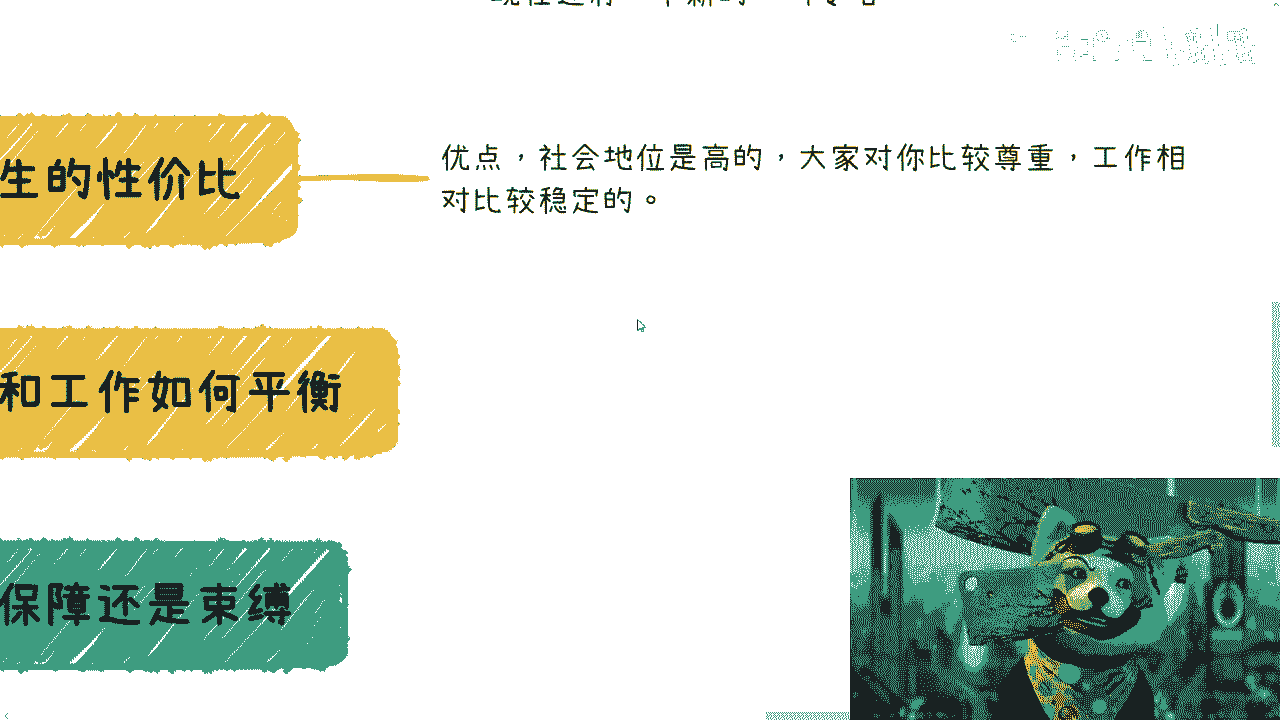 生的性价比
优点，社会地位是高的，大家对你比较尊重，工作相
对比较稳定的。
和工作如何平衡
保障还是束缚